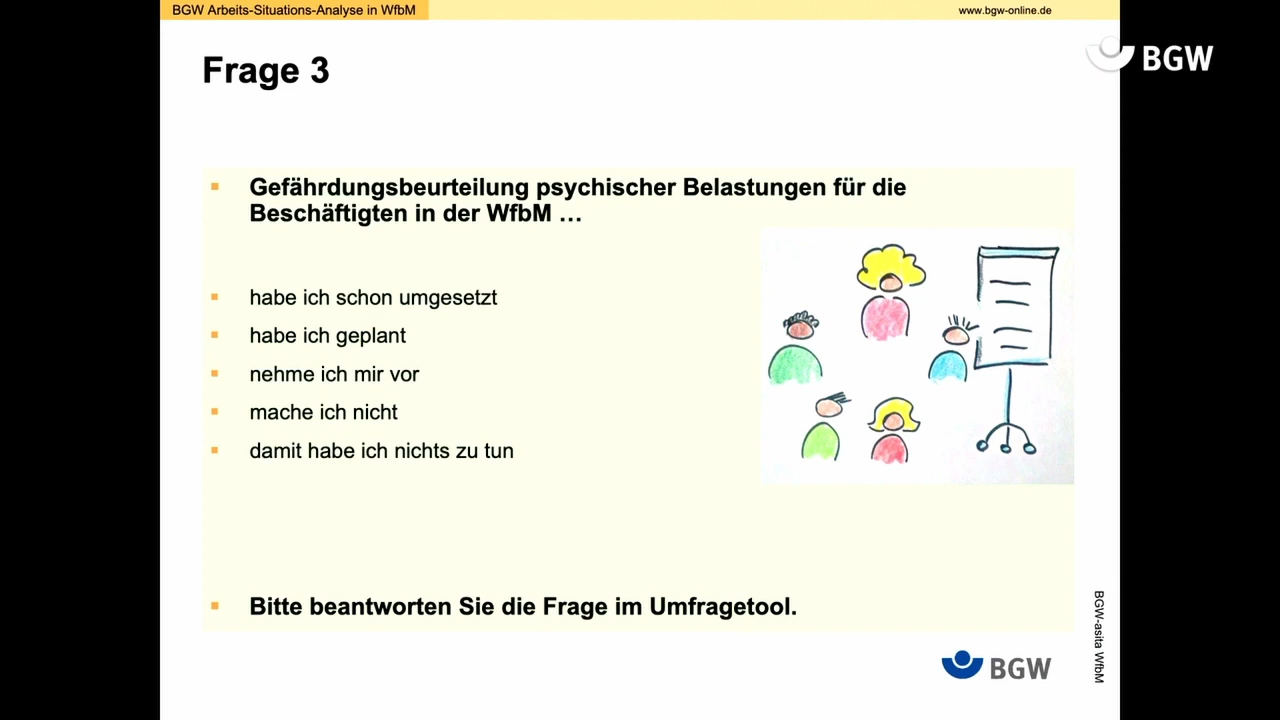 BGW Arbeits-Situations-Analyse in WfbM
www.bgw-online.de
BGW
Frage 3
Gefährdungsbeurteilung psychischer Belastungen für die
Beschäftigten in der WfbM …
habe ich schon umgesetzt
habe ich geplant
nehme ich mir vor
mache ich nicht
damit habe ich nichts zu tun
Bitte beantworten Sie die Frage im Umfragetool.
BGW-asita WfbM
BGW